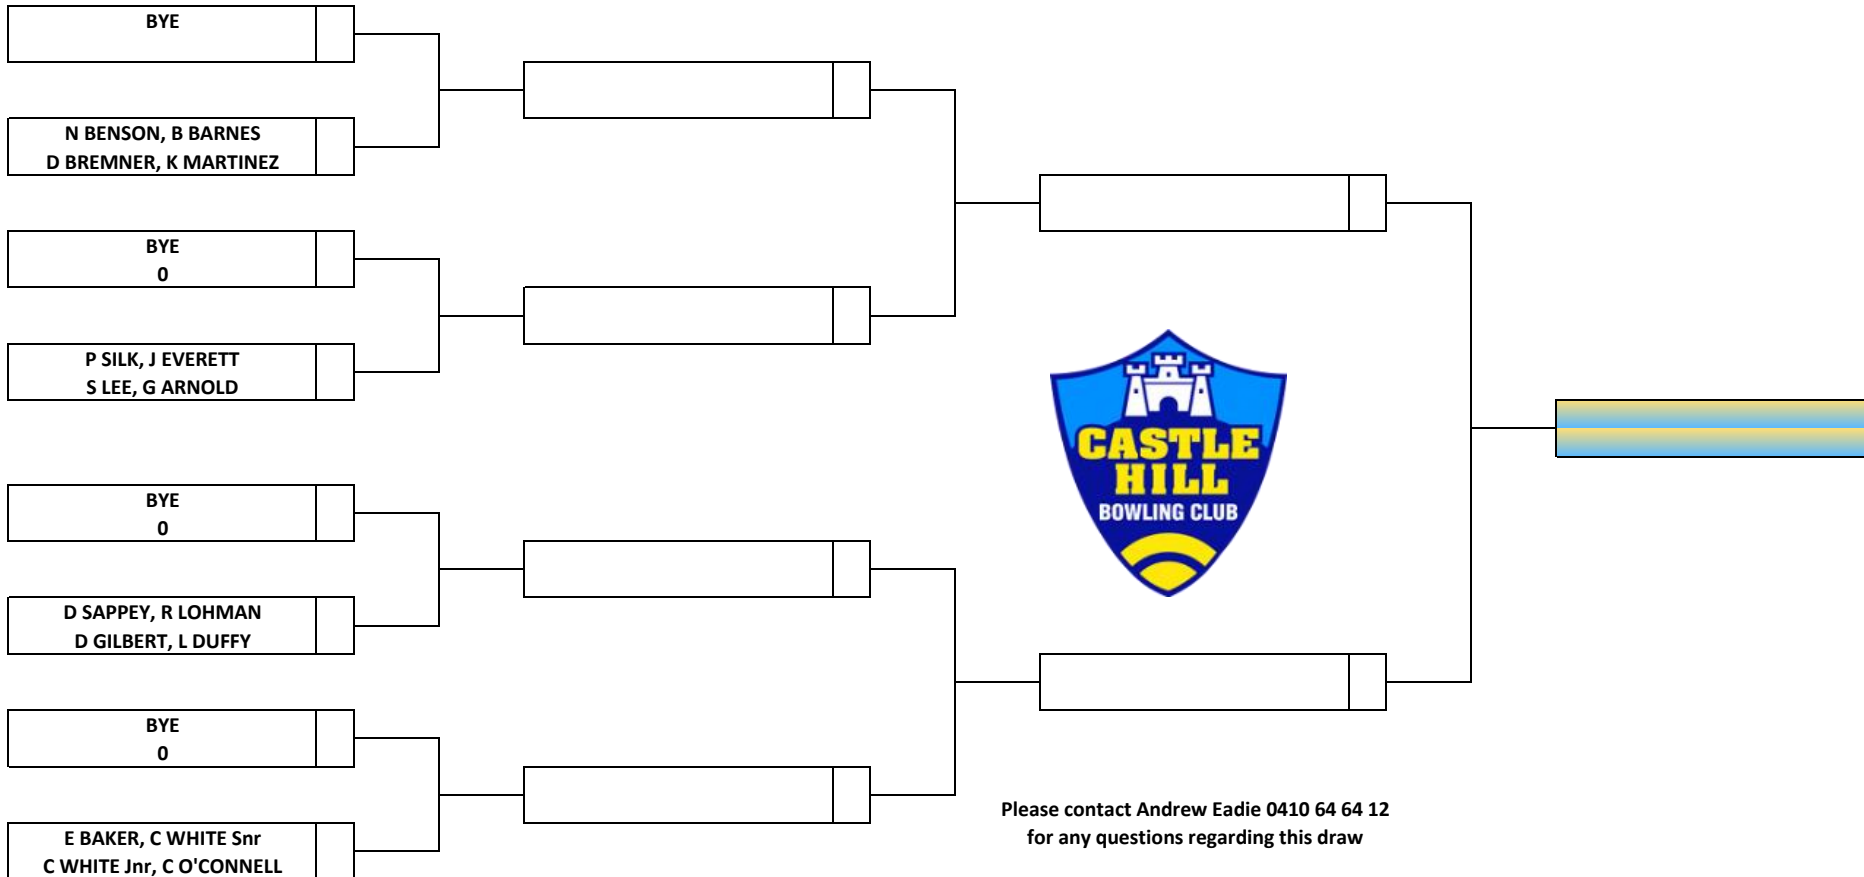 BYE
N BENSON, B BARNES
D BREMNER, K MARTINEZ
BYE
0
P SILK, J EVERETT
S LEE, G ARNOLD
BYE
0
D SAPPEY, R LOHMAN
D GILBERT, L DUFFY
BYE
0
E BAKER, C WHITE Snr
C WHITE Jnr, C O'CONNELL
CASTLE
HILL
BOWLING CLUB
Please contact Andrew Eadie 0410 64 64 12
for any questions regarding this draw